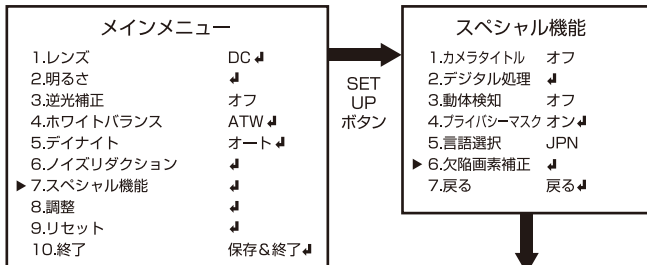 メインメニュー
1.レンズ DC↲
2.明るさ ↲
3.逆光補正 オフ
4.ホワイトバランス ATW↲
5.デイナイト オート↲
6.ノイズリダクション ↲
▶7.スペシャル機能 ↲
8.調整 ↲
9.リセット ↲
10.終了 保存&終了↲
SET
UP
ボタン
スペシャル機能
1.カメラタイトル オフ
2.デジタル処理 ↲
3.動体検知 オフ
4.プライバシーマスク オン↲
5.言語選択 JPN
▶6.欠陥画素補正 ↲
7.戻る 戻る↲